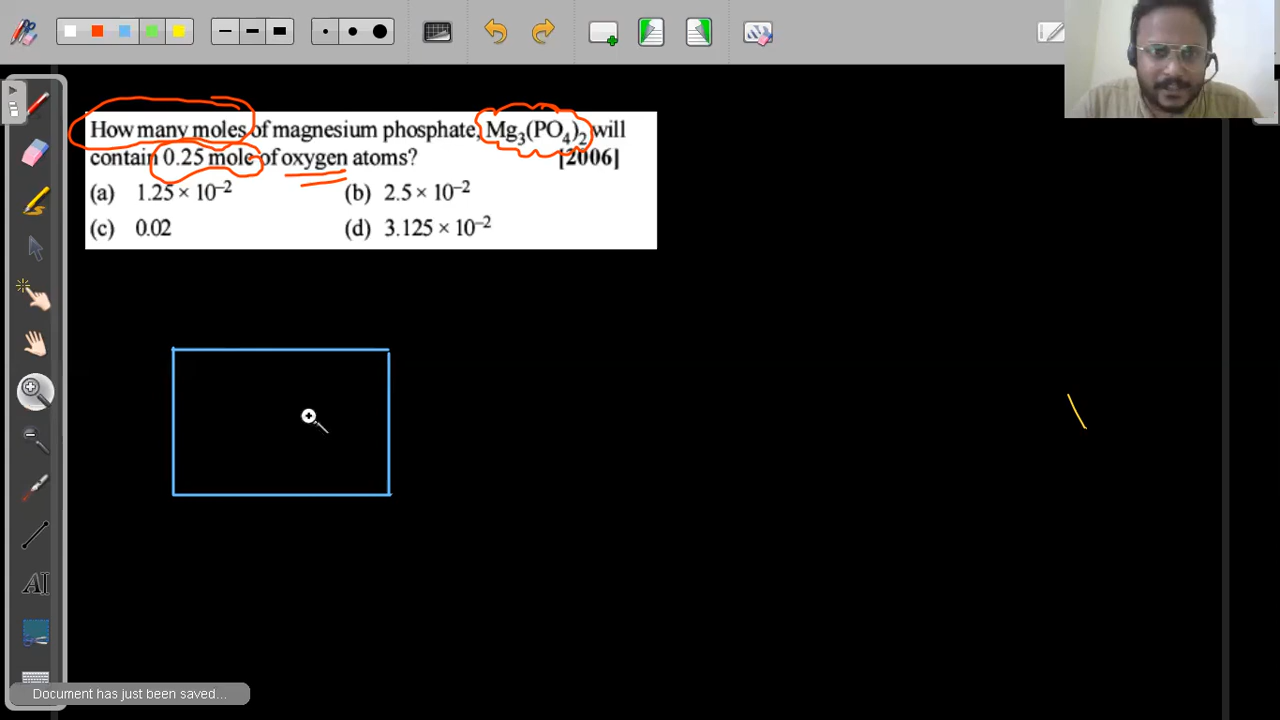 How many moles of magnesium phosphate, Mg₃(PO₄)₂ will
contain 0.25 mole of oxygen atoms? [2006]
(a) 1.25 × 10⁻² (b) 2.5 × 10⁻²
(c) 0.02 (d) 3.125 × 10⁻²
AI
Document has just been saved...